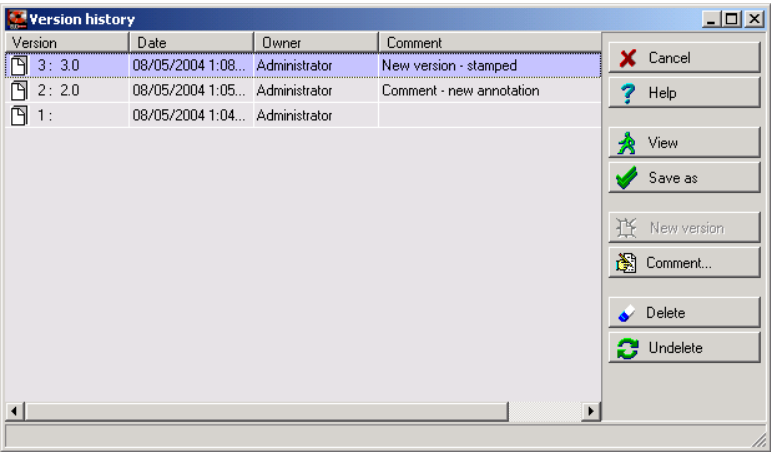 Version history
Version Date Owner Comment
3 : 3.0 08/05/2004 1:08... Administrator New version - stamped
2 : 2.0 08/05/2004 1:05... Administrator Comment - new annotation
1 : 08/05/2004 1:04... Administrator
Cancel
Help
View
Save as
New version
Comment...
Delete
Undelete